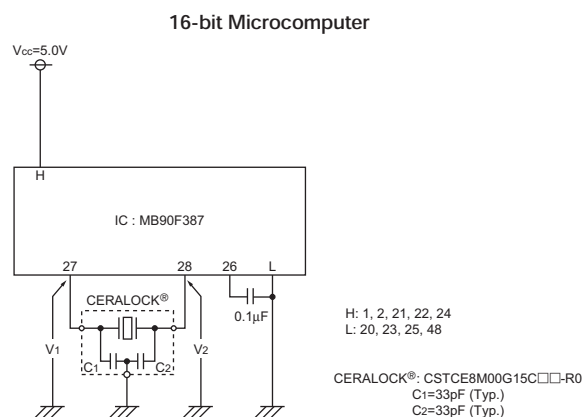 16-bit Microcomputer
Vcc=5.0V
H
IC : MB90F387
27
28
26
L
CERALOCK®
0.1μF
V1
C1
C2
V2
H: 1, 2, 21, 22, 24
L: 20, 23, 25, 48
CERALOCK®: CSTCE8M00G15C□□-R0
C1=33pF (Typ.)
C2=33pF (Typ.)